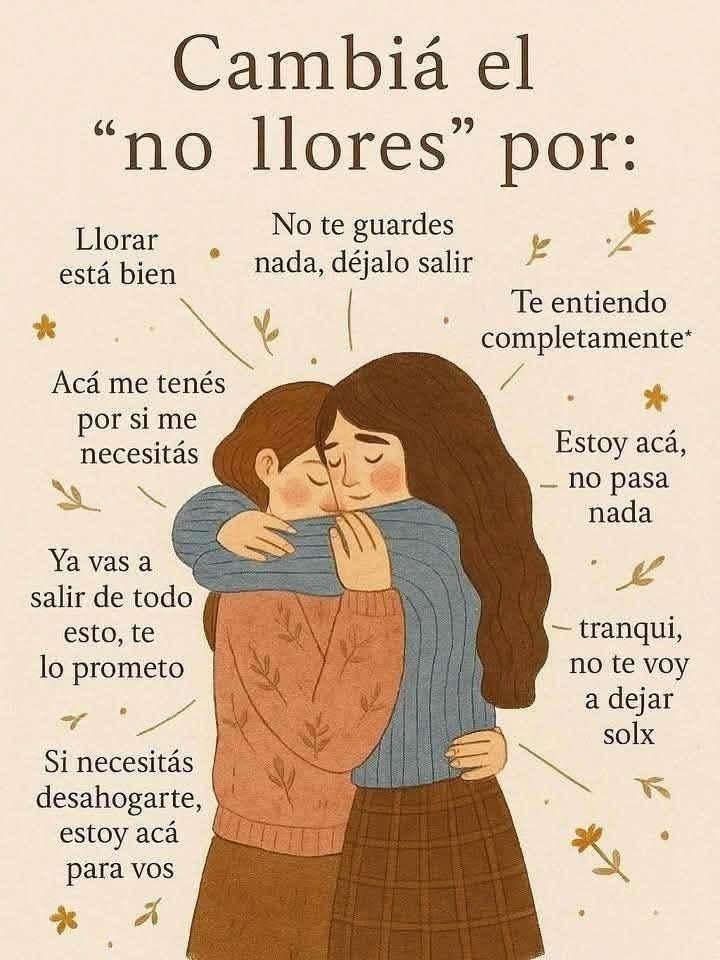 Cambiá el
“no llores” por:
Llorar
está bien
No te guardes
nada, déjalo salir
Te entiendo
completamente*
Acá me tenés
por si me
necesitás
Estoy acá,
no pasa
nada
Ya vas a
salir de todo
esto, te
lo prometo
tranqui,
no te voy
a dejar
solx
Si necesitás
desahogarte,
estoy acá
para vos